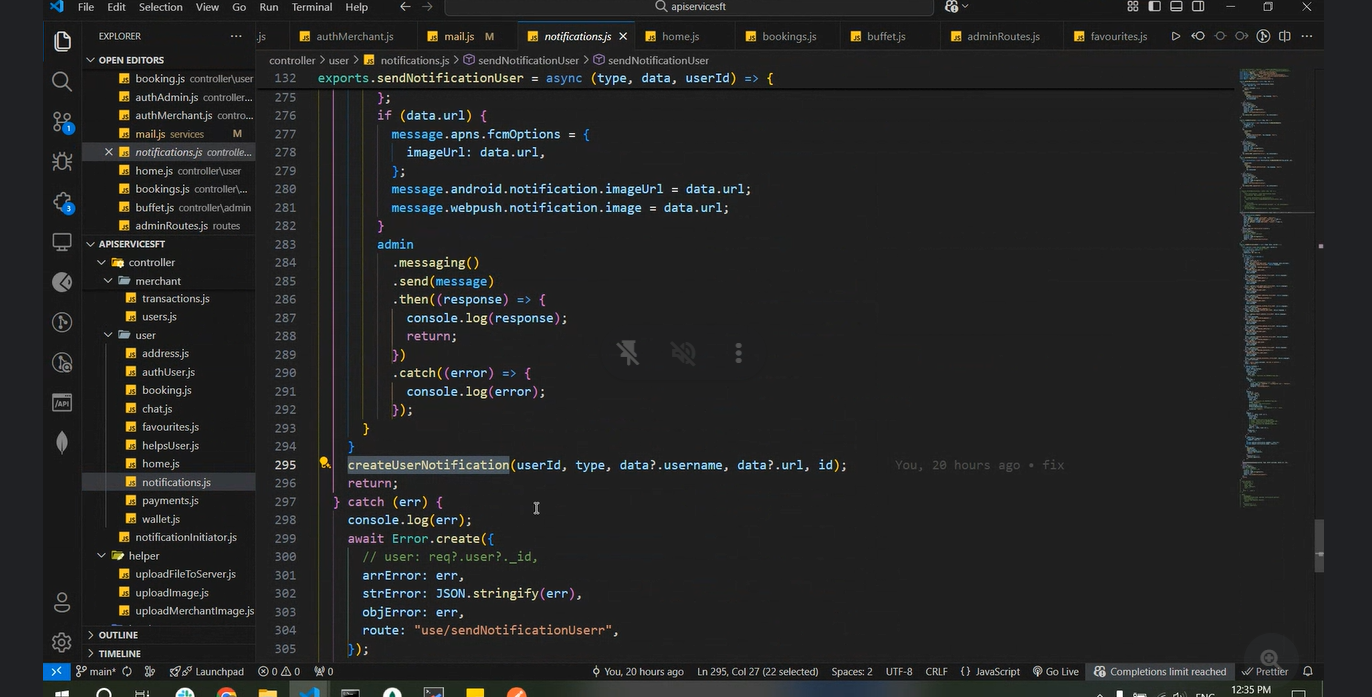 File Edit Selection View Go Run Terminal Help
apiservicesft
EXPLORER
.js
authMerchant.js
mail.js M
notifications.js
home.js
bookings.js
buffet.js
adminRoutes.js
favourites.js
OPEN EDITORS
booking.js controller\user
authAdmin.js controller...
authMerchant.js contro...
mail.js services M
notifications.js controlle...
home.js controller\user
bookings.js controller\...
buffet.js controller\admin
adminRoutes.js routes
APISERVICESFT
controller
merchant
transactions.js
users.js
user
address.js
authUser.js
booking.js
chat.js
favourites.js
helpsUser.js
home.js
notifications.js
payments.js
wallet.js
notificationInitiator.js
helper
uploadFileToServer.js
uploadImage.js
uploadMerchantImage.js
OUTLINE
TIMELINE
1
3
/API
controller > user > notifications.js > sendNotificationUser > sendNotificationUser
132 exports.sendNotificationUser = async (type, data, userId) => {
275 };
276 if (data.url) {
277 message.apns.fcmOptions = {
278 imageUrl: data.url,
279 };
280 message.android.notification.imageUrl = data.url;
281 message.webpush.notification.image = data.url;
282 }
283 admin
284 .messaging()
285 .send(message)
286 .then((response) => {
287 console.log(response);
288 return;
289 })
290 .catch((error) => {
291 console.log(error);
292 });
293 }
294 }
295 createUserNotification(userId, type, data?.username, data?.url, id); You, 20 hours ago • fix
296 return;
297 } catch (err) {
298 console.log(err);
299 await Error.create({
300 // user: req?.user?._id,
301 arrError: err,
302 strError: JSON.stringify(err),
303 objError: err,
304 route: "use/sendNotificationUserr",
305 });
main* Launchpad 0 0 0 You, 20 hours ago Ln 295, Col 27 (22 selected) Spaces: 2 UTF-8 CRLF {} JavaScript Go Live Completions limit reached Prettier
ENG 12:35 PM